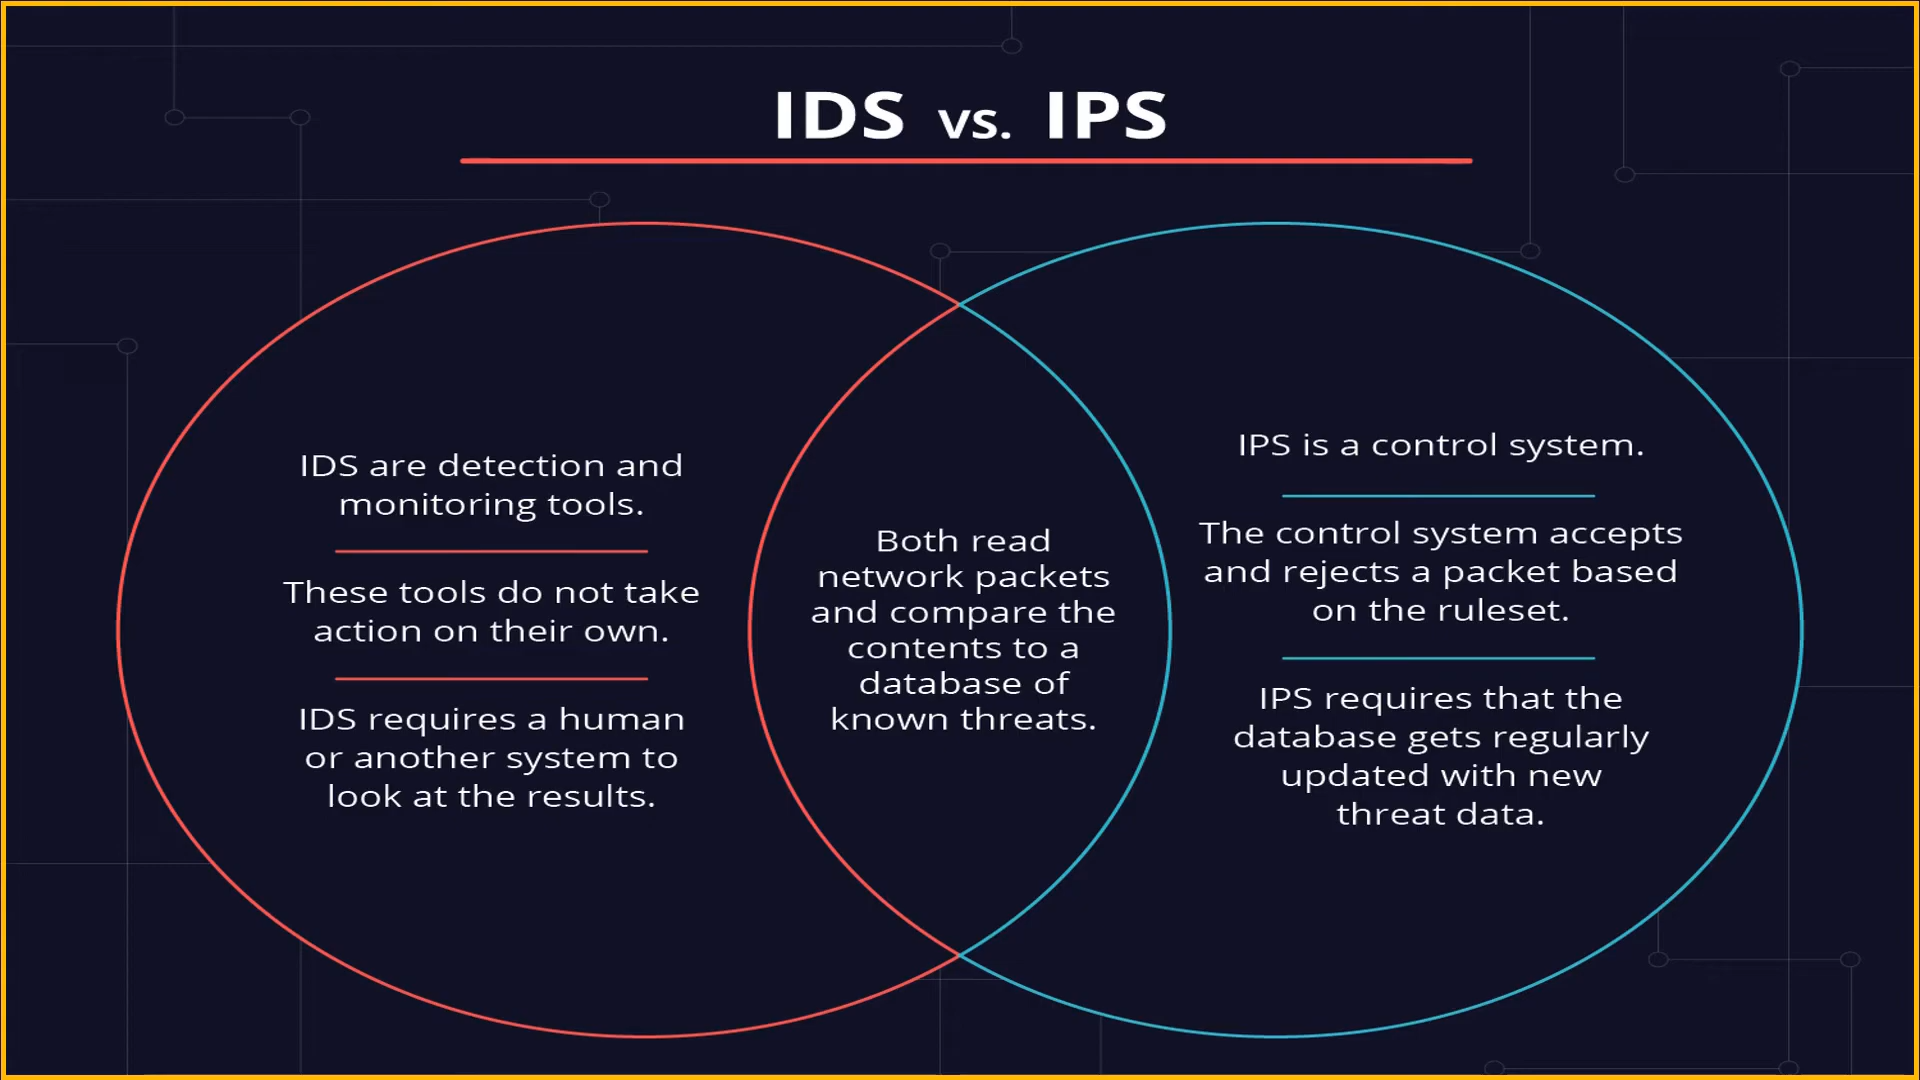 IDS vs. IPS
IDS are detection and
monitoring tools.
These tools do not take
action on their own.
IDS requires a human
or another system to
look at the results.
Both read
network packets
and compare the
contents to a
database of
known threats.
IPS is a control system.
The control system accepts
and rejects a packet based
on the ruleset.
IPS requires that the
database gets regularly
updated with new
threat data.